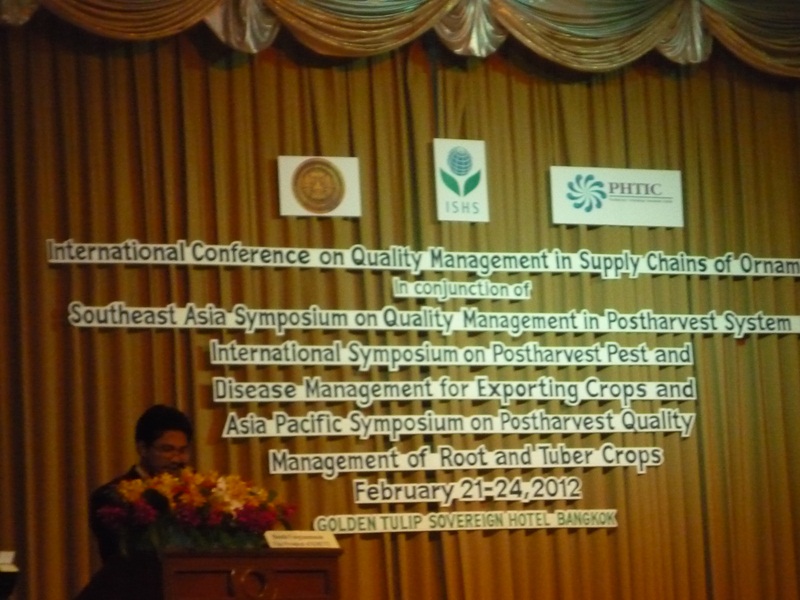 ISHS
PHTIC
International Conference on Quality Management in Supply Chains of Ornam
In conjunction of
Southeast Asia Symposium on Quality Management in Postharvest System
International Symposium on Postharvest Pest and
Disease Management for Exporting Crops and
Asia Pacific Symposium on Postharvest Quality
Management of Root and Tuber Crops
February 21-24, 2012
GOLDEN TULIP SOVEREIGN HOTEL BANGKOK